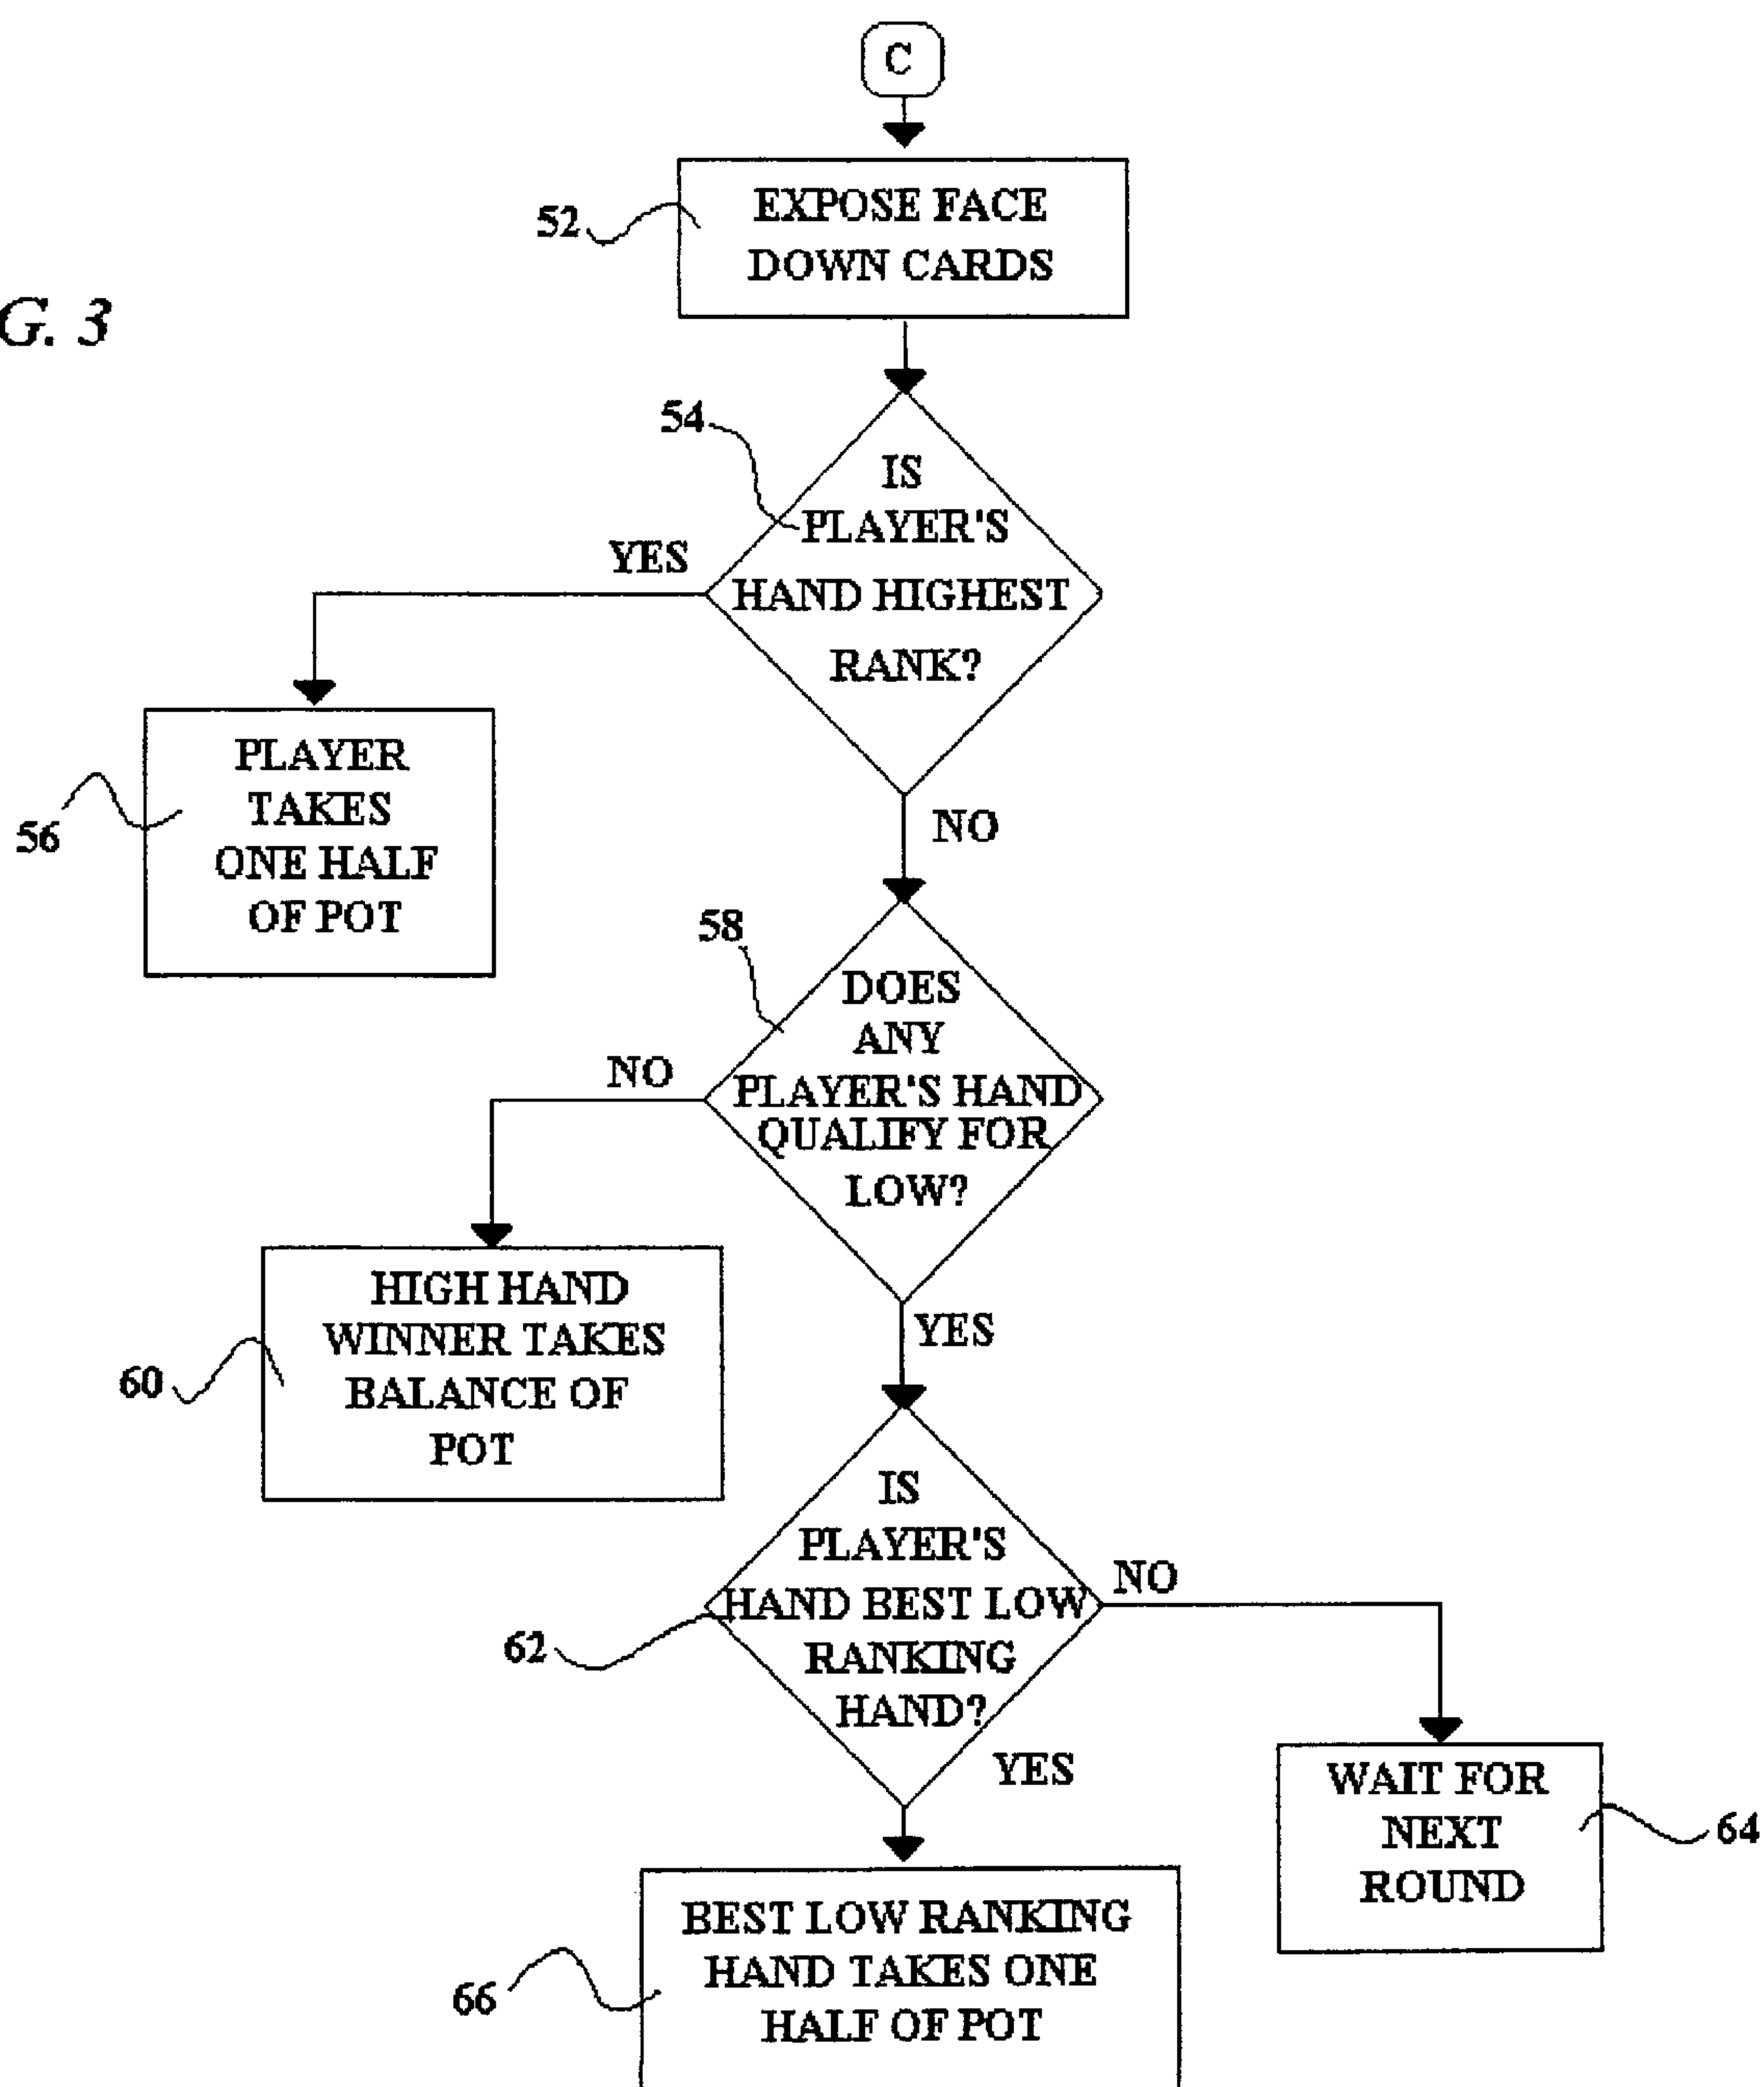 C
52
EXPOSE FACE
DOWN CARDS
G. 3
54
IS
PLAYER'S
HAND HIGHEST
RANK?
YES
PLAYER
TAKES
ONE HALF
OF POT
56
NO
58
DOES
ANY
PLAYER'S HAND
QUALIFY FOR
LOW?
NO
HIGH HAND
WINNER TAKES
BALANCE OF
POT
60
YES
IS
PLAYER'S
HAND BEST LOW
RANKING
HAND?
62
NO
WAIT FOR
NEXT
ROUND
64
YES
BEST LOW RANKING
HAND TAKES ONE
HALF OF POT
66